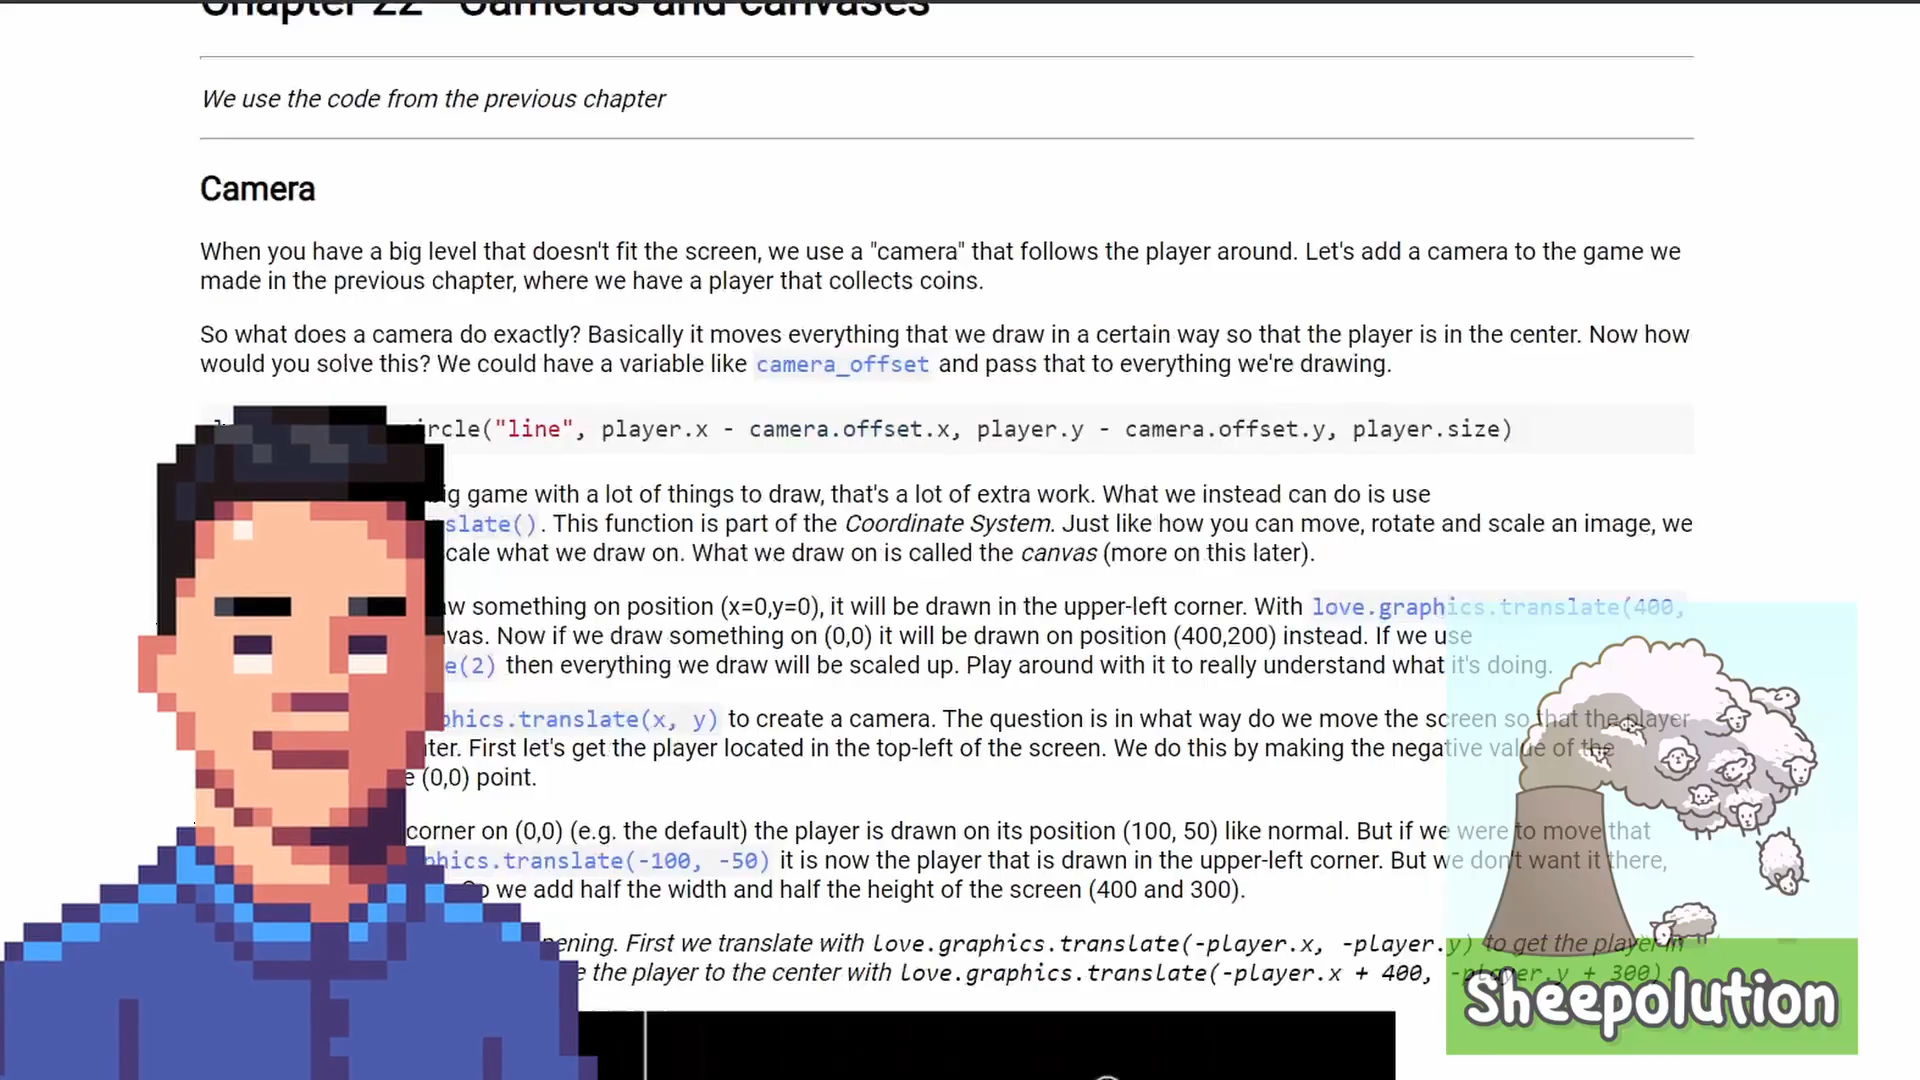 Chapter 22 - Cameras and canvases
We use the code from the previous chapter
Camera
When you have a big level that doesn't fit the screen, we use a "camera" that follows the player around. Let's add a camera to the game we
made in the previous chapter, where we have a player that collects coins.
So what does a camera do exactly? Basically it moves everything that we draw in a certain way so that the player is in the center. Now how
would you solve this? We could have a variable like camera_offset and pass that to everything we're drawing.
ircle("line", player.x - camera.offset.x, player.y - camera.offset.y, player.size)
ig game with a lot of things to draw, that's a lot of extra work. What we instead can do is use
slate(). This function is part of the Coordinate System. Just like how you can move, rotate and scale an image, we
cale what we draw on. What we draw on is called the canvas (more on this later).
w something on position (x=0,y=0), it will be drawn in the upper-left corner. With love.graphics.translate(400,
vas. Now if we draw something on (0,0) it will be drawn on position (400,200) instead. If we use
e(2) then everything we draw will be scaled up. Play around with it to really understand what it's doing.
phics.translate(x, y) to create a camera. The question is in what way do we move the screen so that the player
ter. First let's get the player located in the top-left of the screen. We do this by making the negative value of the
e (0,0) point.
corner on (0,0) (e.g. the default) the player is drawn on its position (100, 50) like normal. But if we were to move that
phics.translate(-100, -50) it is now the player that is drawn in the upper-left corner. But we don't want it there,
So we add half the width and half the height of the screen (400 and 300).
pening. First we translate with love.graphics.translate(-player.x, -player.y) to get the player in
e the player to the center with love.graphics.translate(-player.x + 400, -player.y + 300).
Sheepolution